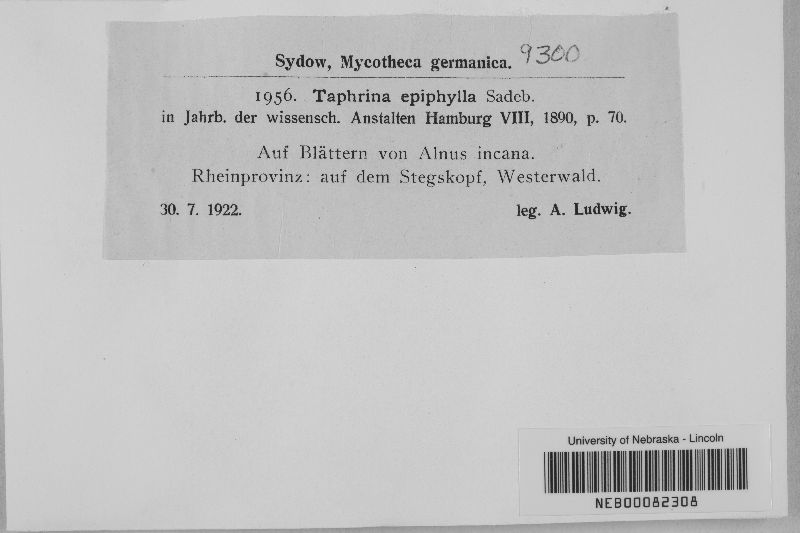 Sydow, Mycotheca germanica. 9300
1956. Taphrina epiphylla Sadeb.
in Jahrb. der wissensch. Anstalten Hamburg VIII, 1890, p. 70.
Auf Blättern von Alnus incana.
Rheinprovinz: auf dem Stegskopf, Westerwald.
30. 7. 1922. leg. A. Ludwig.
University of Nebraska - Lincoln
NEB00082308